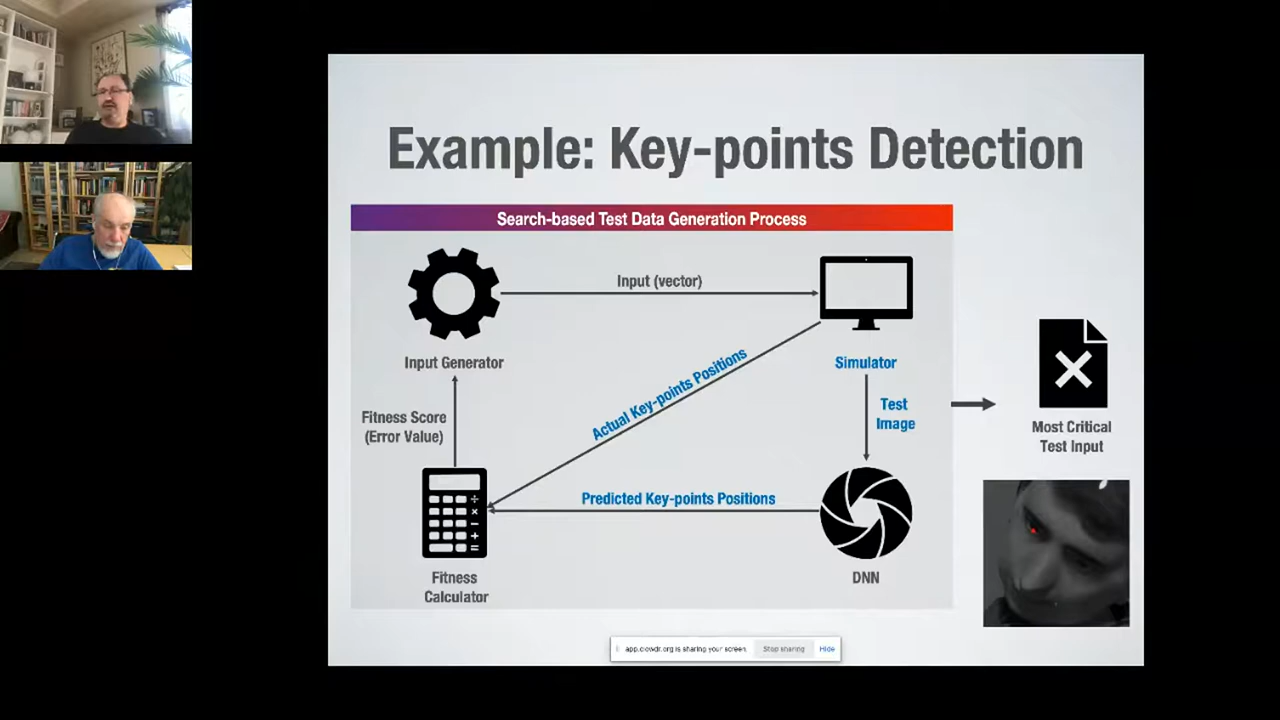 Example: Key-points Detection
Search-based Test Data Generation Process
Input (vector)
Input Generator
Simulator
Actual Key-points Positions
Fitness Score
(Error Value)
Test
Image
Most Critical
Test Input
Predicted Key-points Positions
Fitness
Calculator
DNN
app.clowdr.org is sharing your screen.
Stop sharing
Hide